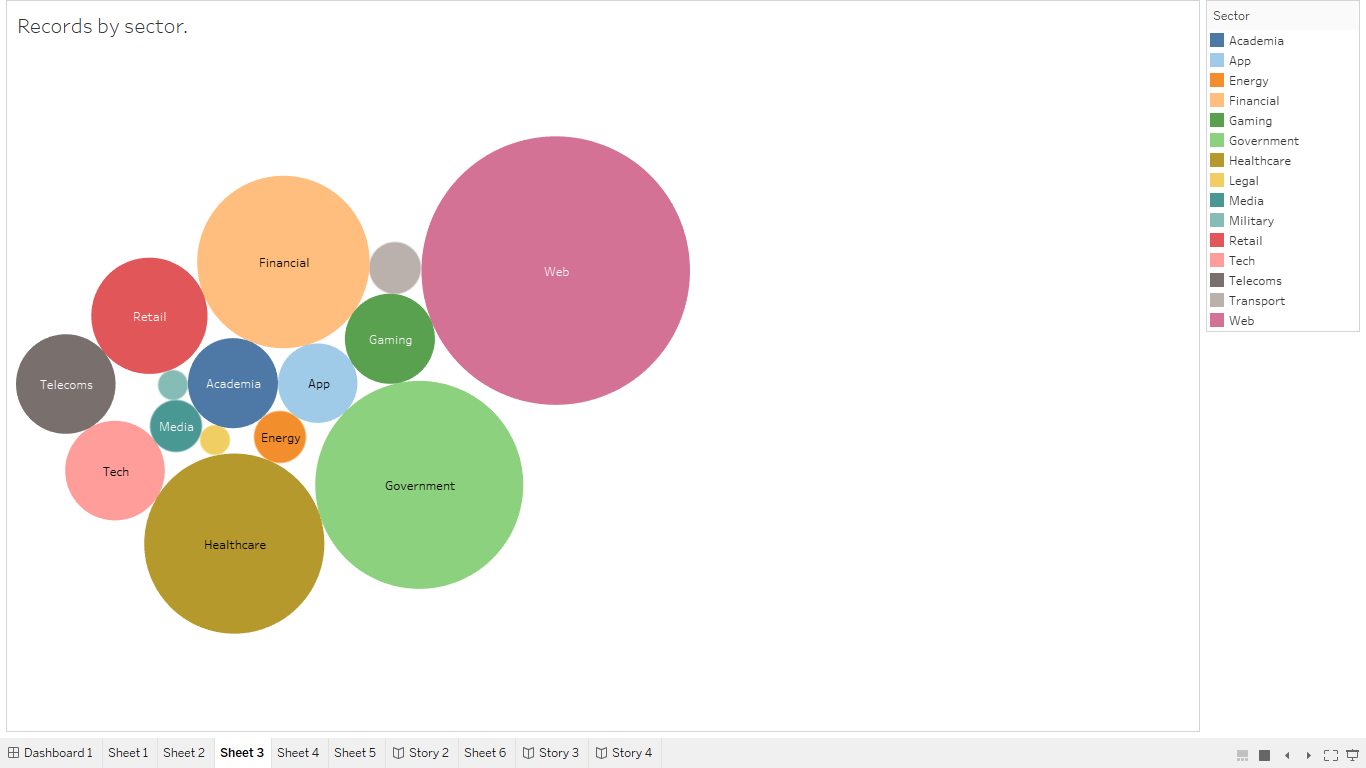 Records by sector.
Sector
Academia
App
Energy
Financial
Gaming
Government
Healthcare
Legal
Media
Military
Retail
Tech
Telecoms
Transport
Web
Financial
Web
Retail
Gaming
Telecoms
Academia
App
Media
Energy
Tech
Government
Healthcare
Dashboard 1 Sheet 1 Sheet 2 Sheet 3 Sheet 4 Sheet 5 Story 2 Sheet 6 Story 3 Story 4